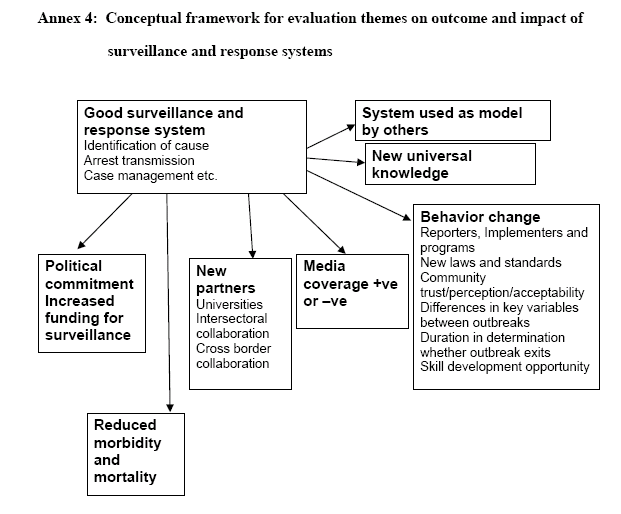 Annex 4: Conceptual framework for evaluation themes on outcome and impact of
surveillance and response systems
Good surveillance and
response system
Identification of cause
Arrest transmission
Case management etc.
System used as model
by others
New universal
knowledge
Behavior change
Reporters, Implementers and
programs
New laws and standards
Community
trust/perception/acceptability
Differences in key variables
between outbreaks
Duration in determination
whether outbreak exits
Skill development opportunity
Political
commitment
Increased
funding for
surveillance
New
partners
Universities
Intersectoral
collaboration
Cross border
collaboration
Media
coverage +ve
or –ve
Reduced
morbidity
and
mortality